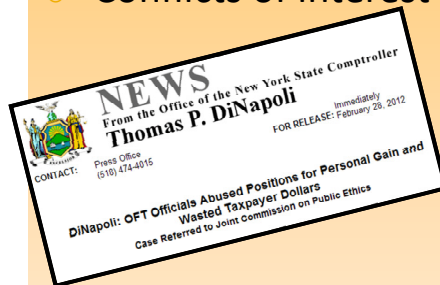 Conflicts of Interest
NEWS
From the Office of the New York State Comptroller
Thomas P. DiNapoli
FOR RELEASE: Immediately
February 28, 2012
CONTACT: Press Office
(518) 474-4015
DiNapoli: OFT Officials Abused Positions for Personal Gain and
Wasted Taxpayer Dollars
Case Referred to Joint Commission on Public Ethics